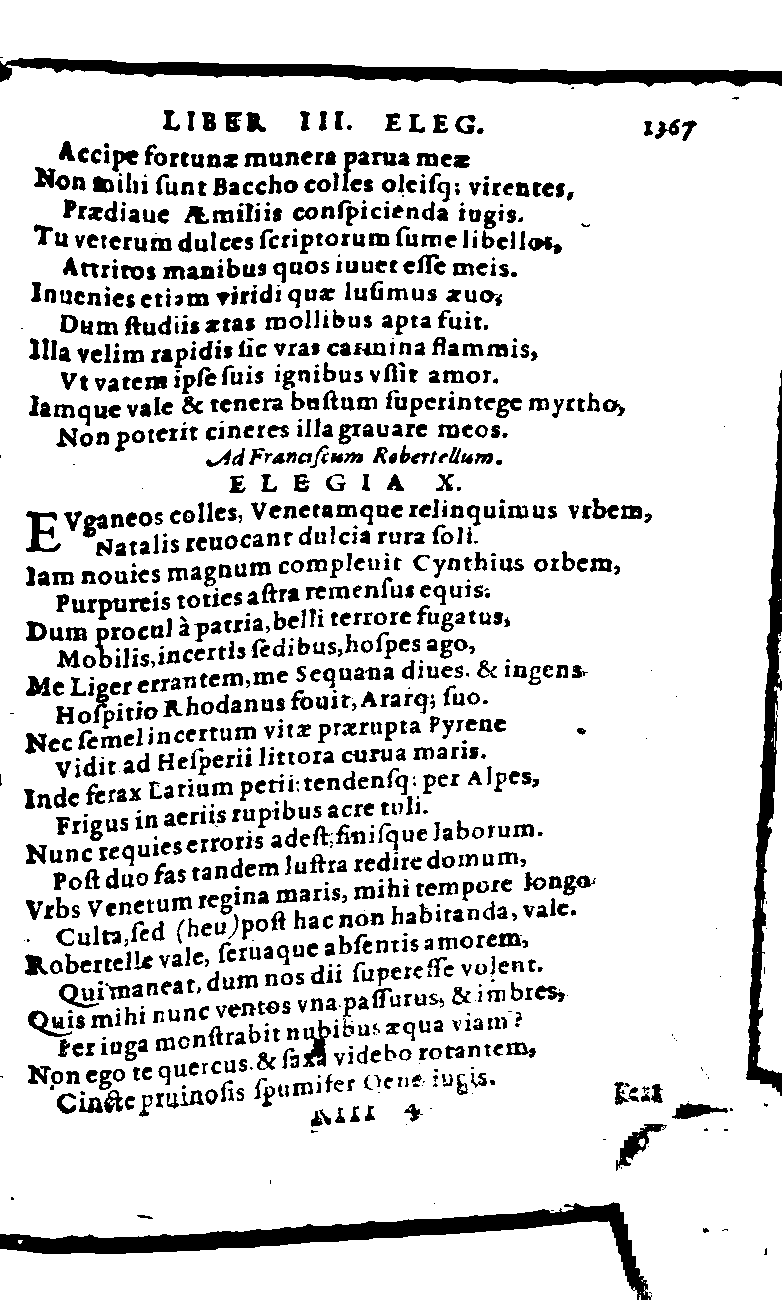 LIBER III. ELEG. 1367
Accipe fortunæ munera parua meæ
Non mihi ſunt Baccho colles oleiſq; virentes,
Prædiaue Æmiliis conſpicienda iugis.
Tu veterum dulces ſcriptorum ſume libellos,
Attritos manibus quos iuuet eſſe meis.
Inuenies etiam viridi quæ luſimus æuo,
Dum ſtudiis ætas mollibus apta fuit.
Illa velim rapidis ſic vras carmina flammis,
Vt vatem ipſe ſuis ignibus vſſit amor.
Iamque vale & tenera buſtum ſuperintege myrtho,
Non poterit cineres illa grauare meos.
Ad Franciſcum Robertellum.
ELEGIA X.
EVganeos colles, Venetamque relinquimus vrbem,
Natalis reuocant dulcia rura ſoli.
Iam nouies magnum compleuit Cynthius orbem,
Purpureis toties aſtra remenſus equis:
Dum procul à patria, belli terrore fugatus,
Mobilis, incertis ſedibus, hoſpes ago,
Me Liger errantem, me Sequana diues. & ingens
Hoſpitio Rhodanus fouit, Ararq; ſuo.
Nec ſemel incertum vitæ prærupta Pyrene
Vidit ad Heſperii littora curua maris.
Inde ferax Latium petii: tendenſq: per Alpes,
Frigus in aeriis rupibus acre tuli.
Nunc requies erroris adeſt; finiſque laborum.
Poſt duo fas tandem luſtra redire domum,
Vrbs Venetum regina maris, mihi tempore longo
Culta, ſed (heu) poſt hac non habitanda, vale.
Robertelle vale, ſeruaque abſentis amorem,
Qui maneat, dum nos dii ſupereſſe volent.
Quis mihi nunc ventos vna paſſurus, & imbres,
Per iuga monſtrabit nubibus æqua viam?
Non ego te quercus & ſaxa videbo rotantem,
Cincte pruinoſis ſpumifer Oene iugis.
RIII 4